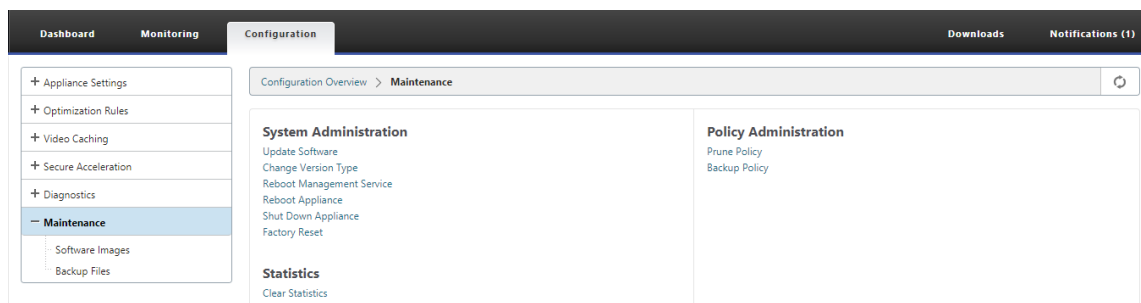 Dashboard Monitoring Configuration Downloads Notifications (1)
+ Appliance Settings
+ Optimization Rules
+ Video Caching
+ Secure Acceleration
+ Diagnostics
− Maintenance
Software Images
Backup Files
Configuration Overview > Maintenance
System Administration
Update Software
Change Version Type
Reboot Management Service
Reboot Appliance
Shut Down Appliance
Factory Reset
Statistics
Clear Statistics
Policy Administration
Prune Policy
Backup Policy